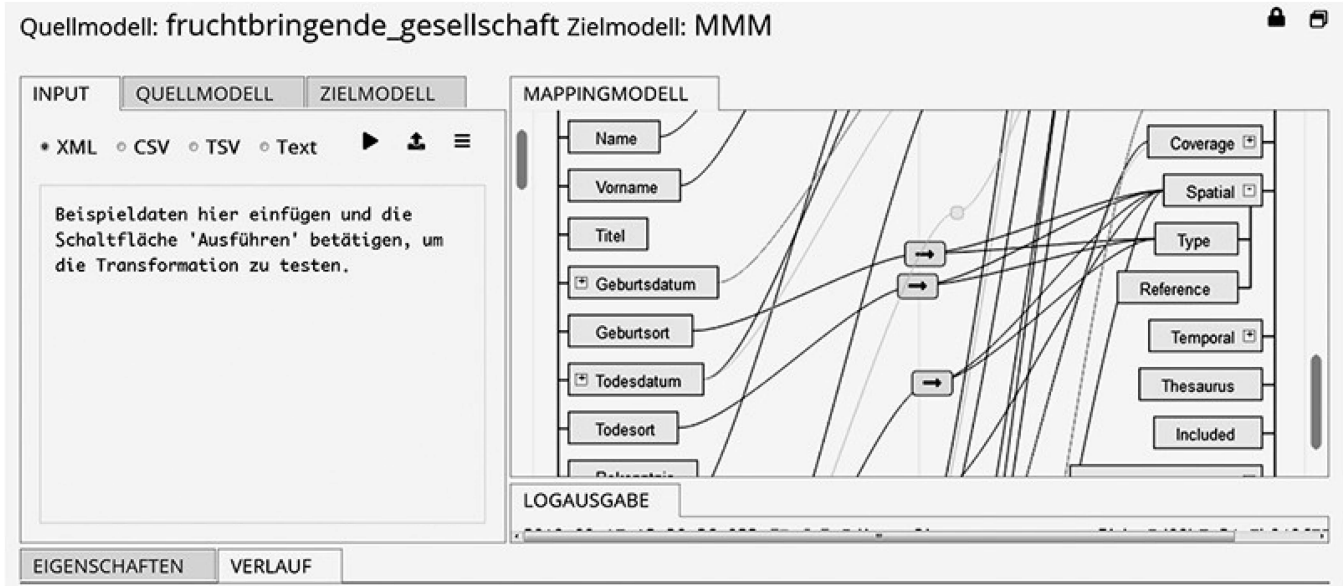 Quellmodell: fruchtbringende_gesellschaft Zielmodell: MMM
INPUT QUELLMODELL ZIELMODELL
XML CSV TSV Text
Beispieldaten hier einfügen und die
Schaltfläche 'Ausführen' betätigen, um
die Transformation zu testen.
MAPPINGMODELL
Name
Vorname
Titel
Geburtsdatum
Geburtsort
Todesdatum
Todesort
Coverage
Spatial
Type
Reference
Temporal
Thesaurus
Included
LOGAUSGABE
EIGENSCHAFTEN VERLAUF